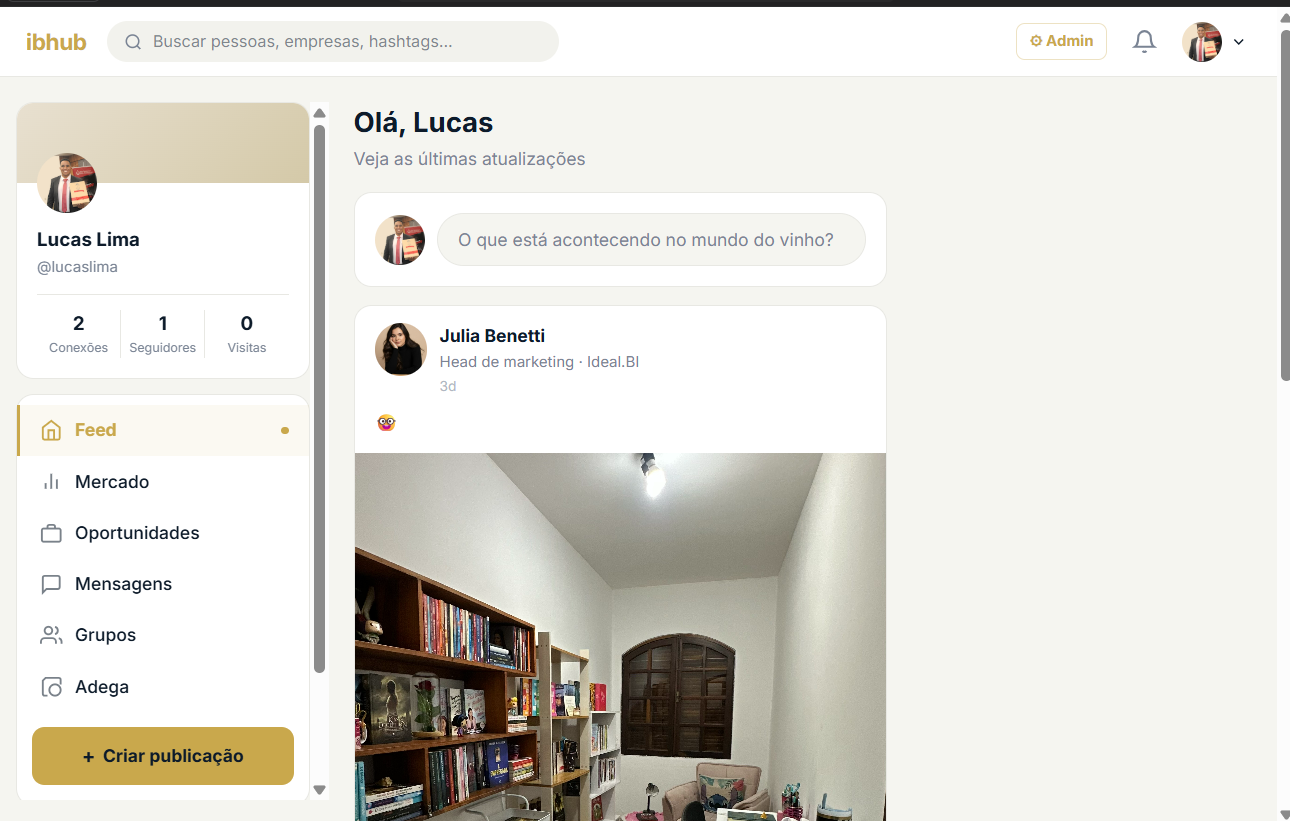 ibhub
Buscar pessoas, empresas, hashtags...
Admin
Lucas Lima
@lucaslima
2
Conexões
1
Seguidores
0
Visitas
Feed
Mercado
Oportunidades
Mensagens
Grupos
Adega
+ Criar publicação
Olá, Lucas
Veja as últimas atualizações
O que está acontecendo no mundo do vinho?
Julia Benetti
Head de marketing · Ideal.BI
3d